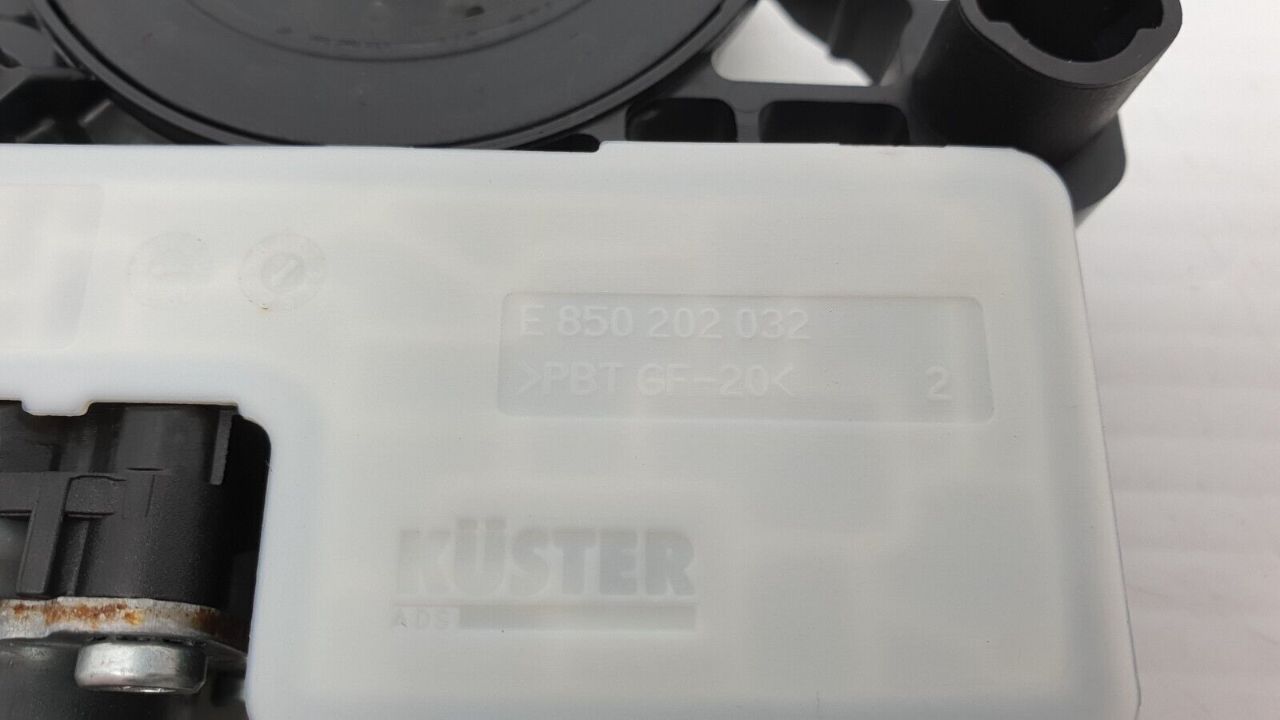 E 850 202 032
>PBT GF-20< 2
KÜSTER
ADS